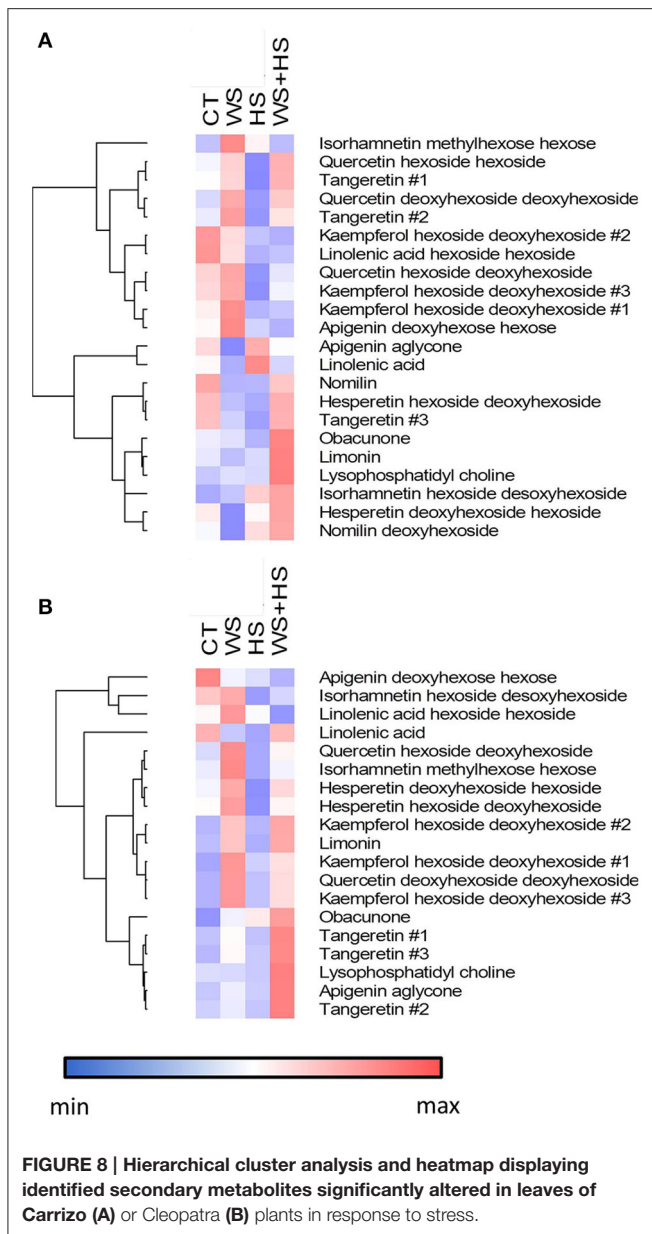 A
CT WS HS WS+HS
Isorhamnetin methylhexose hexose
Quercetin hexoside hexoside
Tangeretin #1
Quercetin deoxyhexoside deoxyhexoside
Tangeretin #2
Kaempferol hexoside deoxyhexoside #2
Linolenic acid hexoside hexoside
Quercetin hexoside deoxyhexoside
Kaempferol hexoside deoxyhexoside #3
Kaempferol hexoside deoxyhexoside #1
Apigenin deoxyhexose hexose
Apigenin aglycone
Linolenic acid
Nomilin
Hesperetin hexoside deoxyhexoside
Tangeretin #3
Obacunone
Limonin
Lysophosphatidyl choline
Isorhamnetin hexoside desoxyhexoside
Hesperetin deoxyhexoside hexoside
Nomilin deoxyhexoside
B
CT WS HS WS+HS
Apigenin deoxyhexose hexose
Isorhamnetin hexoside desoxyhexoside
Linolenic acid hexoside hexoside
Linolenic acid
Quercetin hexoside deoxyhexoside
Isorhamnetin methylhexose hexose
Hesperetin deoxyhexoside hexoside
Hesperetin hexoside deoxyhexoside
Kaempferol hexoside deoxyhexoside #2
Limonin
Kaempferol hexoside deoxyhexoside #1
Quercetin deoxyhexoside deoxyhexoside
Kaempferol hexoside deoxyhexoside #3
Obacunone
Tangeretin #1
Tangeretin #3
Lysophosphatidyl choline
Apigenin aglycone
Tangeretin #2
min max
FIGURE 8 | Hierarchical cluster analysis and heatmap displaying
identified secondary metabolites significantly altered in leaves of
Carrizo (A) or Cleopatra (B) plants in response to stress.